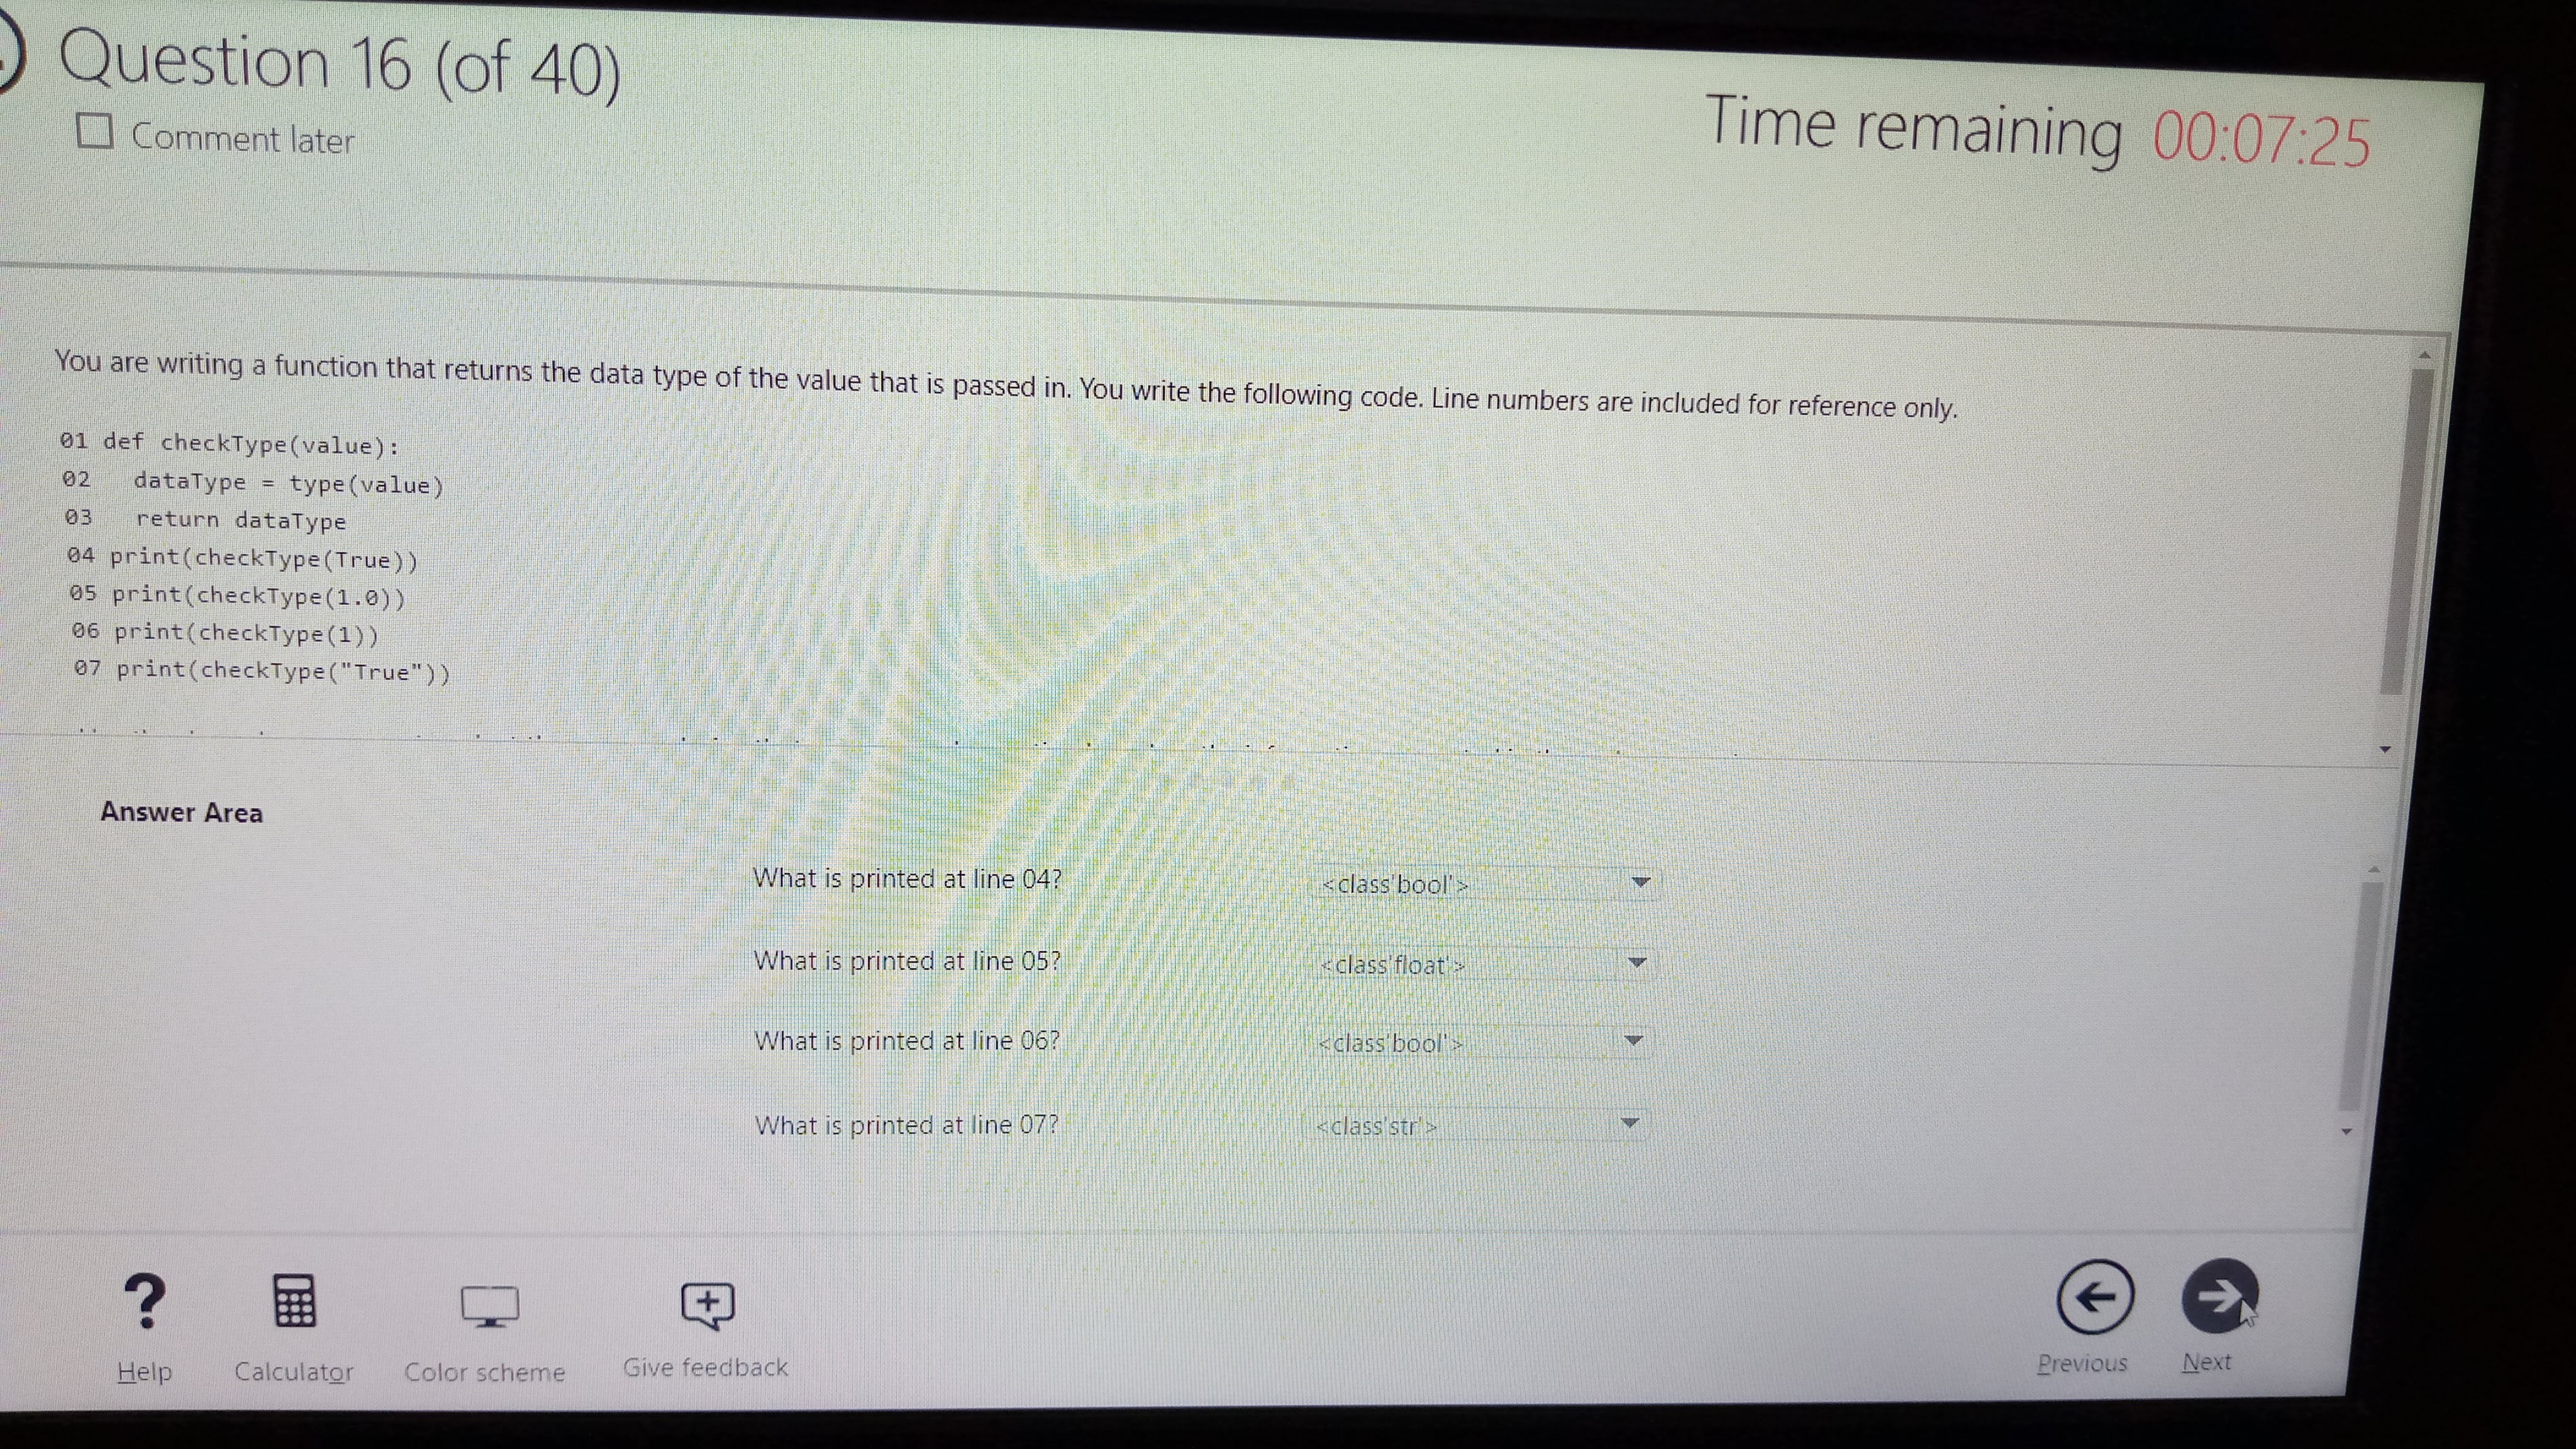 Question 16 (of 40)
Comment later
Time remaining 00:07:25
You are writing a function that returns the data type of the value that is passed in. You write the following code. Line numbers are included for reference only.
01 def checkType(value):
02 dataType = type(value)
03 return dataType
04 print(checkType(True))
05 print(checkType(1.0))
06 print(checkType(1))
07 print(checkType("True"))
Answer Area
What is printed at line 04? <class'bool'>
What is printed at line 05? <class'float'>
What is printed at line 06? <class'bool'>
What is printed at line 07? <class'str'>
Help
Calculator
Color scheme
Give feedback
Previous
Next